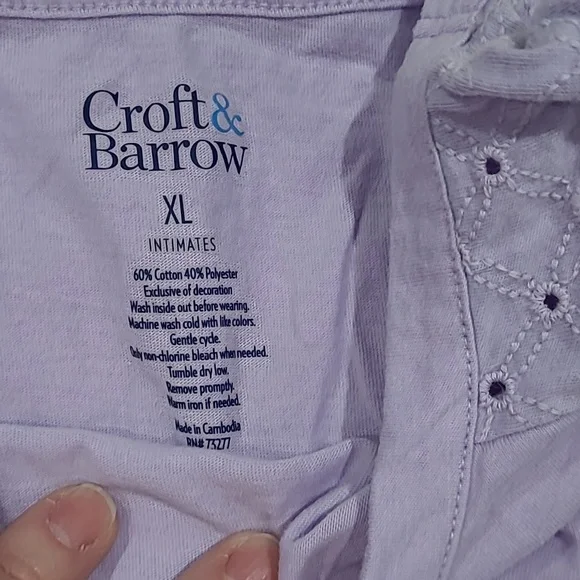 Croft&
Barrow
XL
INTIMATES
60% Cotton 40% Polyester
Exclusive of decoration
Wash inside out before wearing.
Machine wash cold with like colors.
Gentle cycle.
Only non-chlorine bleach when needed.
Tumble dry low.
Remove promptly.
Warm iron if needed.
Made in Cambodia
RN# 73277